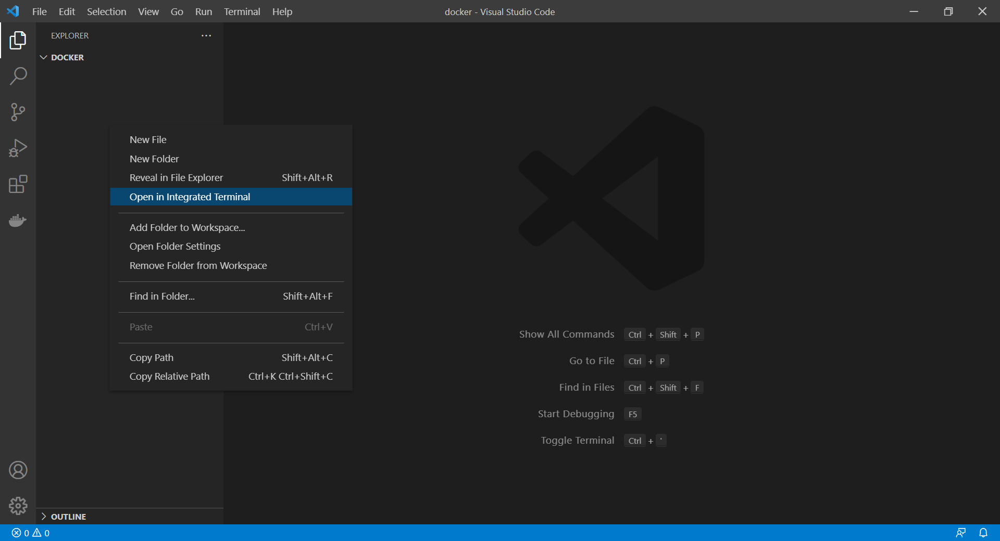 File Edit Selection View Go Run Terminal Help
docker - Visual Studio Code
EXPLORER
DOCKER
New File
New Folder
Reveal in File Explorer Shift+Alt+R
Open in Integrated Terminal
Add Folder to Workspace...
Open Folder Settings
Remove Folder from Workspace
Find in Folder... Shift+Alt+F
Paste Ctrl+V
Copy Path Shift+Alt+C
Copy Relative Path Ctrl+K Ctrl+Shift+C
Show All Commands Ctrl + Shift + P
Go to File Ctrl + P
Find in Files Ctrl + Shift + F
Start Debugging F5
Toggle Terminal Ctrl + '
OUTLINE
0 0